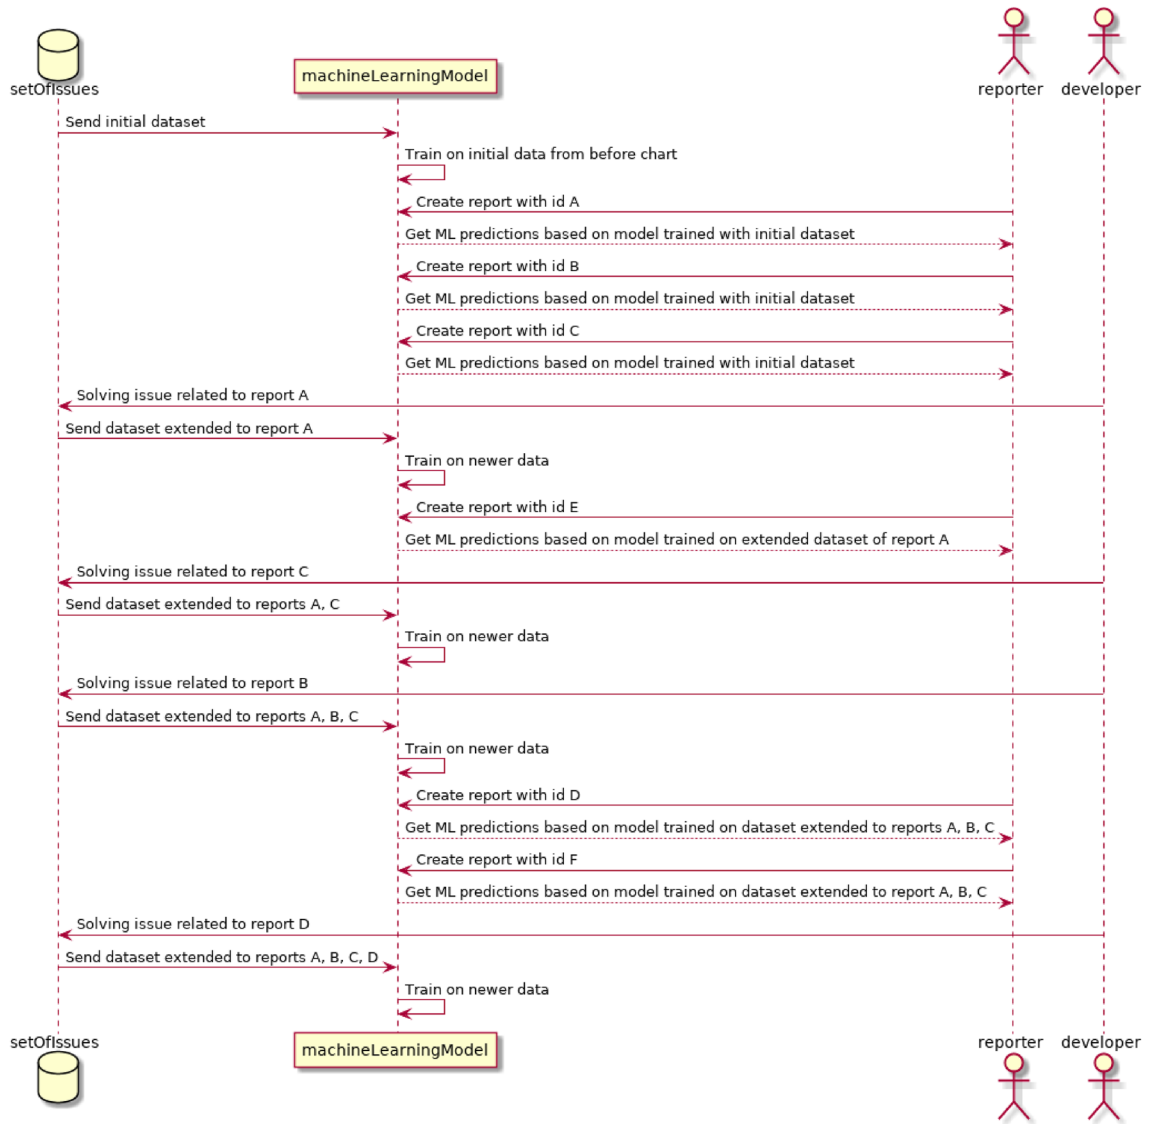 setOfIssues
machineLearningModel
reporter
developer
Send initial dataset
Train on initial data from before chart
Create report with id A
Get ML predictions based on model trained with initial dataset
Create report with id B
Get ML predictions based on model trained with initial dataset
Create report with id C
Get ML predictions based on model trained with initial dataset
Solving issue related to report A
Send dataset extended to report A
Train on newer data
Create report with id E
Get ML predictions based on model trained on extended dataset of report A
Solving issue related to report C
Send dataset extended to reports A, C
Train on newer data
Solving issue related to report B
Send dataset extended to reports A, B, C
Train on newer data
Create report with id D
Get ML predictions based on model trained on dataset extended to reports A, B, C
Create report with id F
Get ML predictions based on model trained on dataset extended to report A, B, C
Solving issue related to report D
Send dataset extended to reports A, B, C, D
Train on newer data
setOfIssues
machineLearningModel
reporter
developer